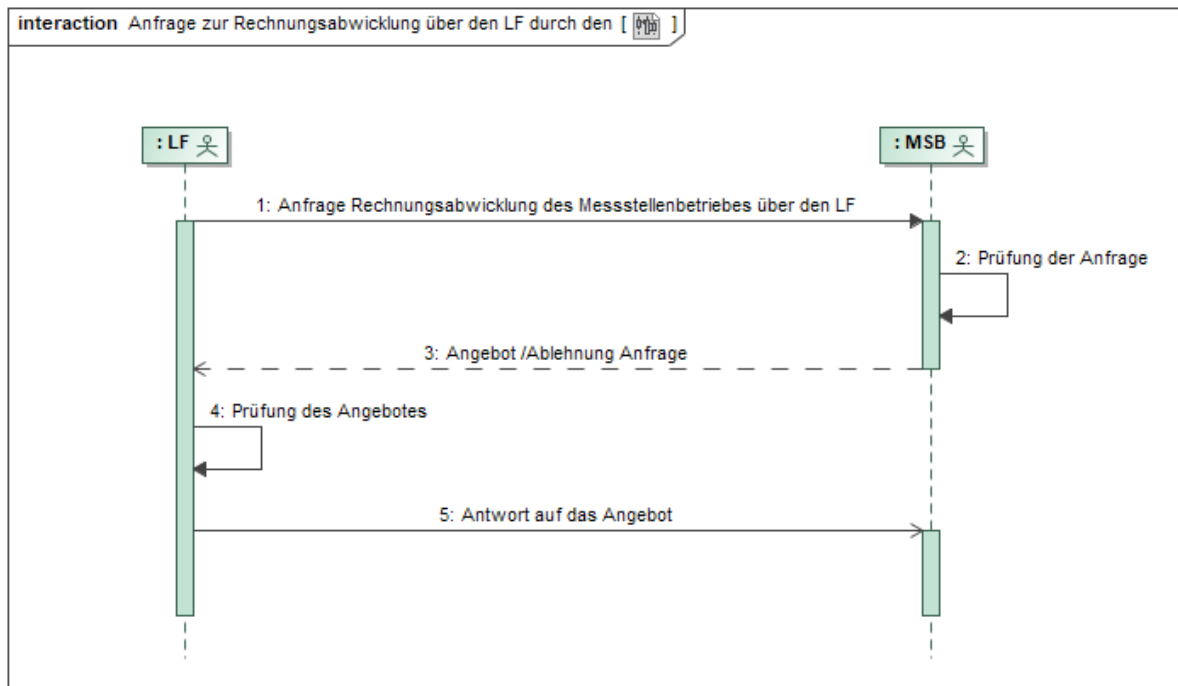 interaction Anfrage zur Rechnungsabwicklung über den LF durch den [ ]
: LF
: MSB
1: Anfrage Rechnungsabwicklung des Messstellenbetriebes über den LF
2: Prüfung der Anfrage
3: Angebot /Ablehnung Anfrage
4: Prüfung des Angebotes
5: Antwort auf das Angebot